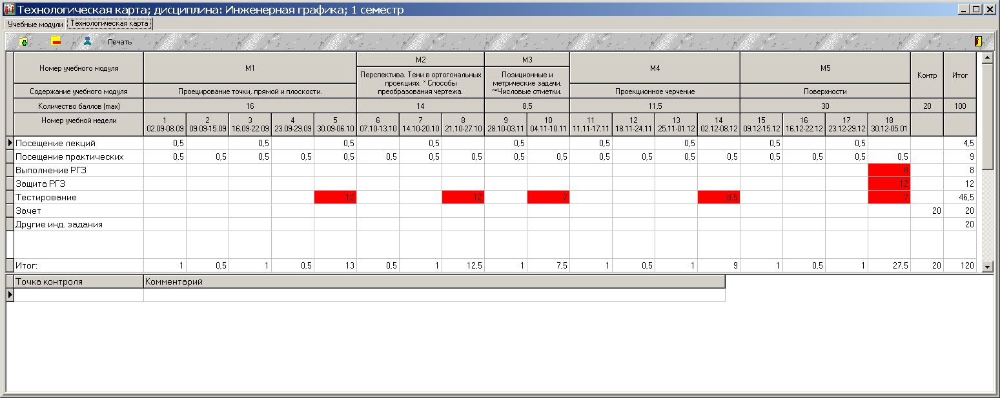 Технологическая карта; дисциплина: Инженерная графика; 1 семестр
Учебные модули Технологическая карта
Печать
Номер учебного модуля М1 М2 М3 М4 М5 Контр Итог
Содержание учебного модуля Проецирование точки, прямой и плоскости. Перспектива. Тени в ортогональных проекциях. * Способы преобразования чертежа. Позиционные и метрические задачи. **Числовые отметки. Проекционное черчение Поверхности
Количество баллов (max) 16 14 8,5 11,5 30 20 100
Номер учебной недели 1 2 3 4 5 6 7 8 9 10 11 12 13 14 15 16 17 18
02.09-08.09 09.09-15.09 16.09-22.09 23.09-29.09 30.09-06.10 07.10-13.10 14.10-20.10 21.10-27.10 28.10-03.11 04.11-10.11 11.11-17.11 18.11-24.11 25.11-01.12 02.12-08.12 09.12-15.12 16.12-22.12 23.12-29.12 30.12-05.01
Посещение лекций 0,5 0,5 0,5 0,5 0,5 0,5 0,5 0,5 0,5 4,5
Посещение практических 0,5 0,5 0,5 0,5 0,5 0,5 0,5 0,5 0,5 0,5 0,5 0,5 0,5 0,5 0,5 0,5 0,5 0,5 9
Выполнение РГЗ 8 8
Защита РГЗ 12 12
Тестирование 12 12 7 8,5 7 46,5
Зачет 20 20
Другие инд. задания 20
Итог: 1 0,5 1 0,5 13 0,5 1 12,5 1 7,5 1 0,5 1 9 1 0,5 1 27,5 20 120
Точка контроля Комментарий